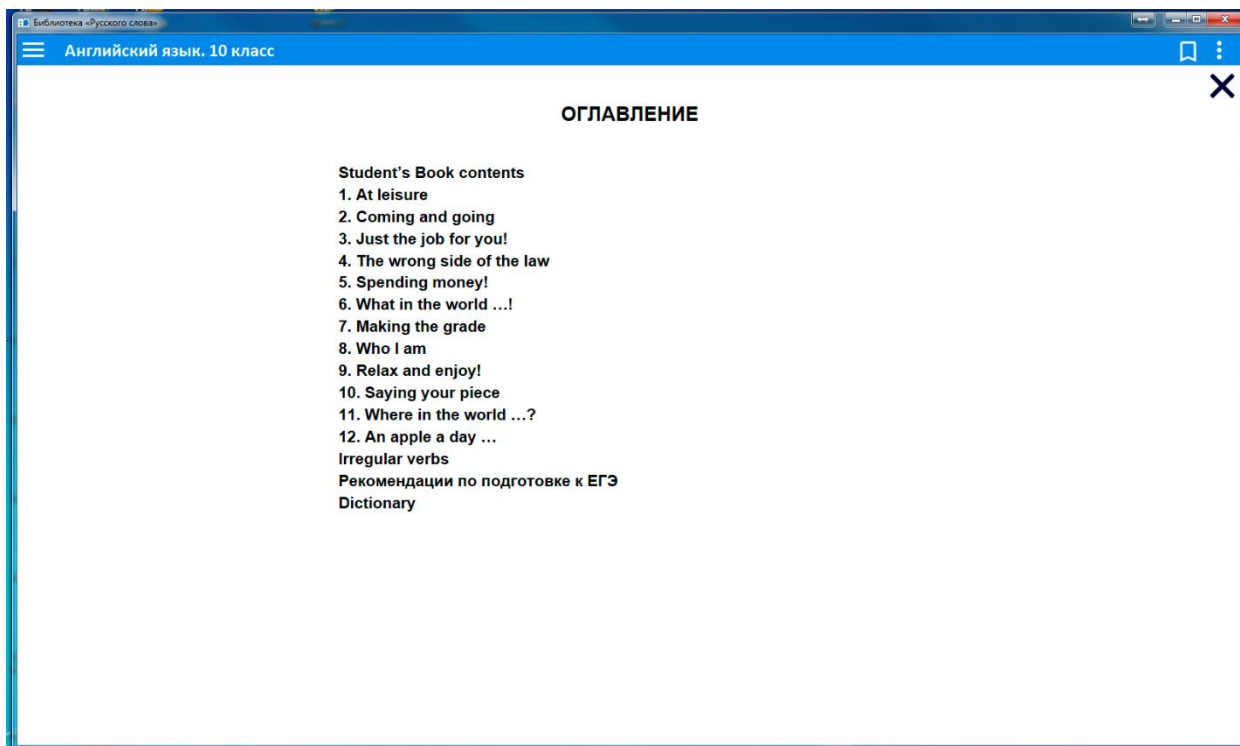 Библиотека «Русского слова»
Английский язык. 10 класс
ОГЛАВЛЕНИЕ
Student’s Book contents
1. At leisure
2. Coming and going
3. Just the job for you!
4. The wrong side of the law
5. Spending money!
6. What in the world …!
7. Making the grade
8. Who I am
9. Relax and enjoy!
10. Saying your piece
11. Where in the world …?
12. An apple a day …
Irregular verbs
Рекомендации по подготовке к ЕГЭ
Dictionary